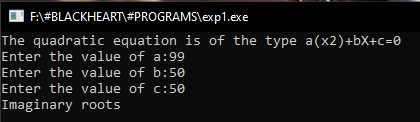 F:\#BLACKHEART\#PROGRAMS\exp1.exe
The quadratic equation is of the type a(x2)+bX+c=0
Enter the value of a:99
Enter the value of b:50
Enter the value of c:50
Imaginary roots